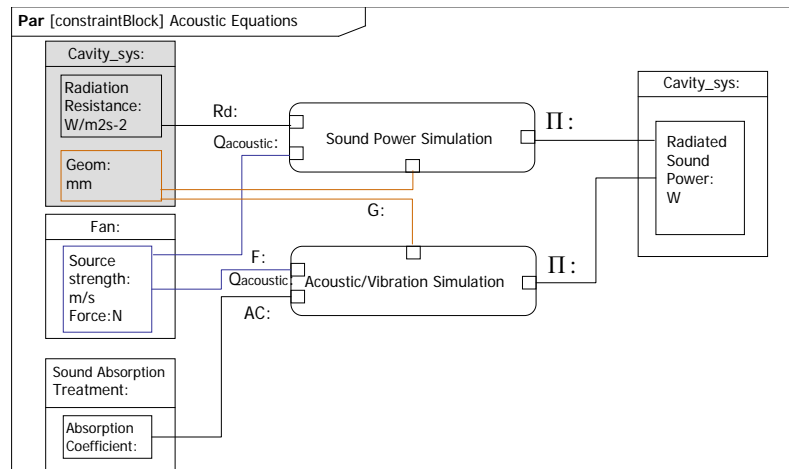 Par [constraintBlock] Acoustic Equations
Cavity_sys:
Radiation
Resistance:
W/m2s-2
Geom:
mm
Fan:
Source
strength:
m/s
Force:N
Sound Absorption
Treatment:
Absorption
Coefficient:
Rd:
Qacoustic:
Sound Power Simulation
Π:
G:
F:
Qacoustic:
AC:
Acoustic/Vibration Simulation
Π:
Cavity_sys:
Radiated
Sound
Power:
W